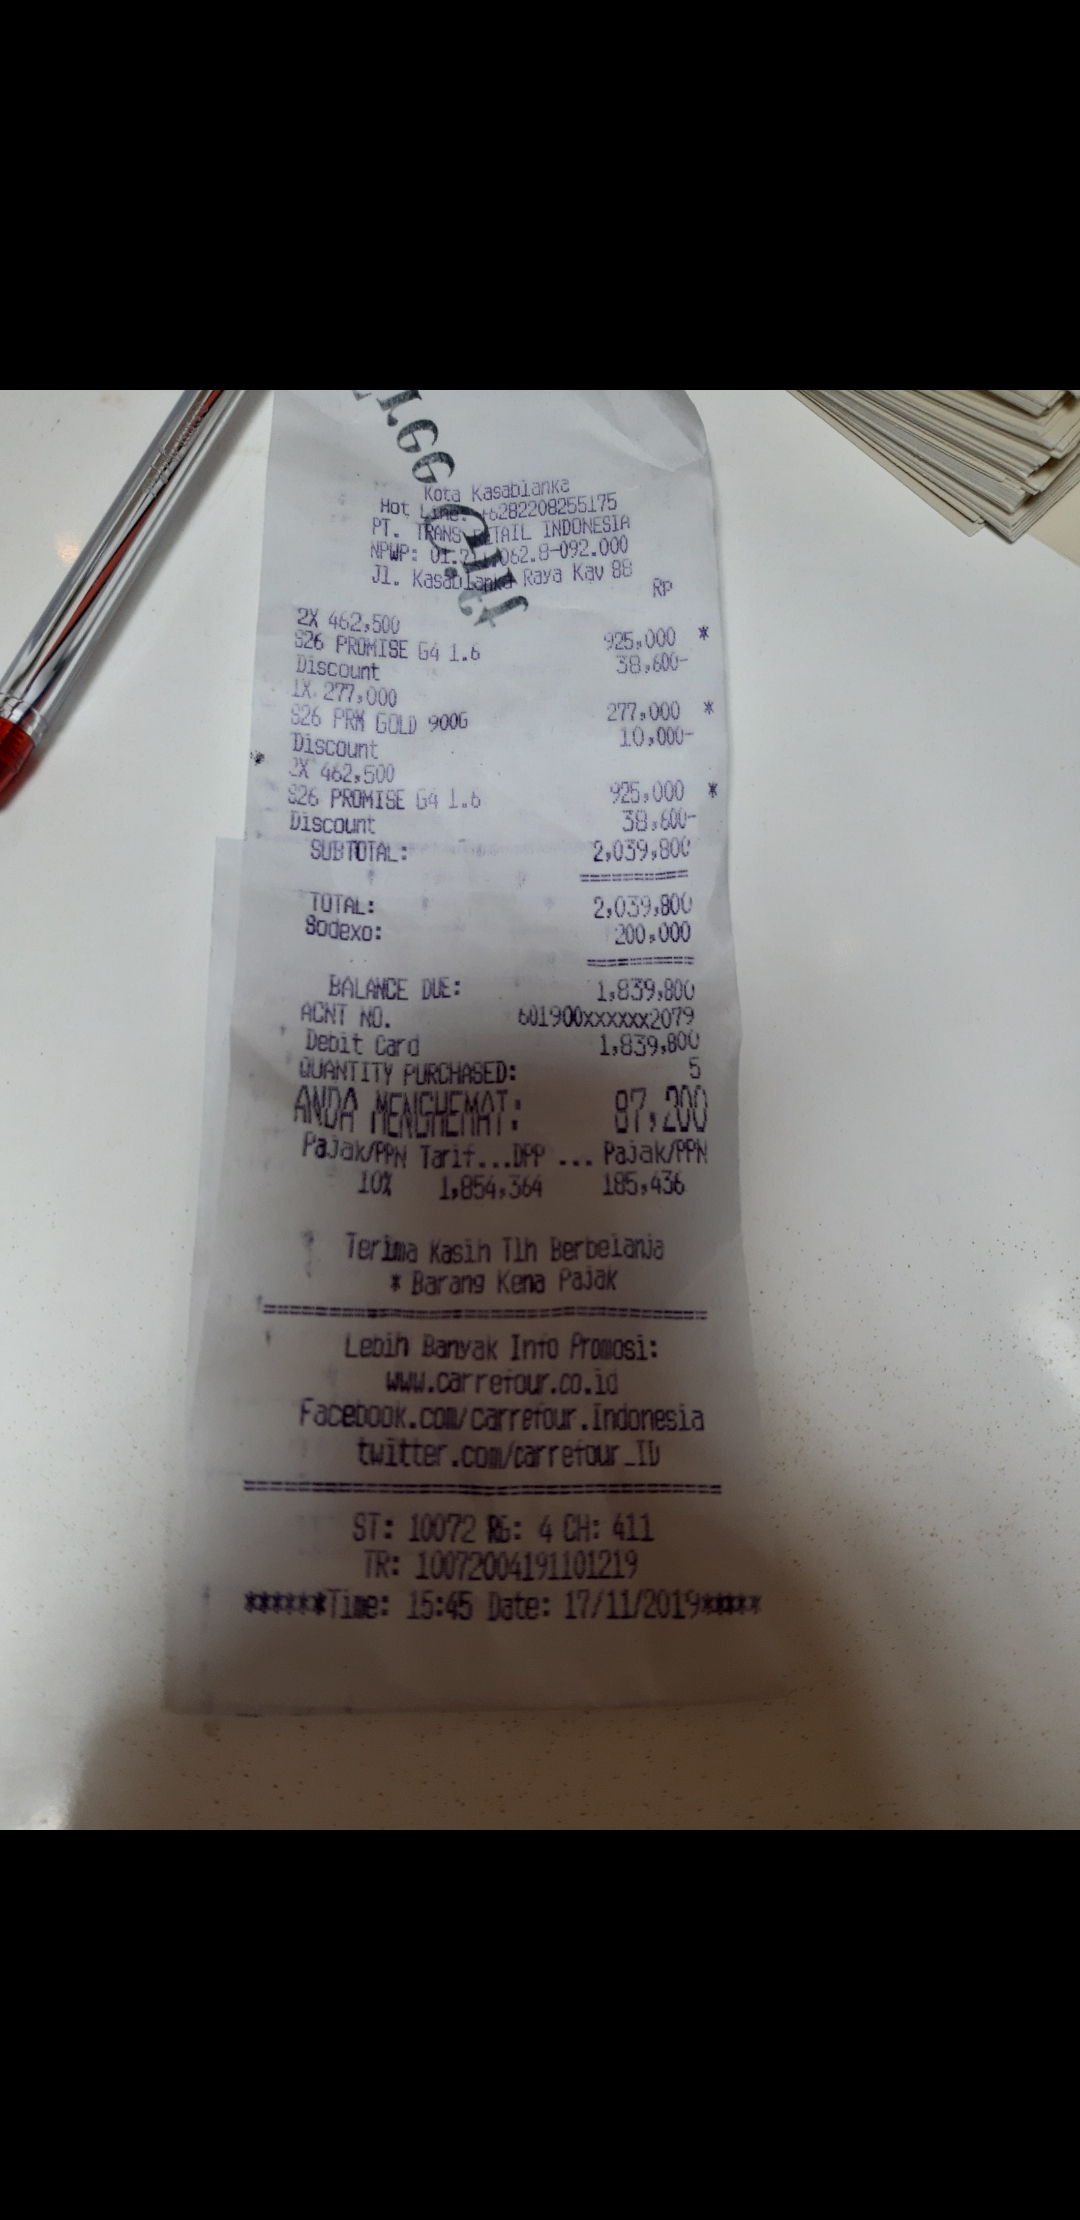 Free Gift
Kota Kasablanka
Hot Line: +6282208255175
PT. TRANS RETAIL INDONESIA
NPWP: 062.8-092.000
Jl. Kasablanka Raya Kav 88
Rp
2X 462,500
S26 PROMISE G4 1.6 925,000 *
Discount 38,600-
1X 277,000
S26 PRM GOLD 900G 277,000 *
Discount 10,000-
2X 462,500
S26 PROMISE G4 1.6 925,000 *
Discount 38,600-
SUBTOTAL: 2,039,800
==============
TOTAL: 2,039,800
Sodexo: 200,000
==============
BALANCE DUE: 1,839,800
ACNT NO. 601900xxxxxx2079
Debit Card 1,839,800
QUANTITY PURCHASED: 5
ANDA MENGHEMAT: 87,200
Pajak/PPN Tarif...DPP ... Pajak/PPN
10% 1,854,364 185,436
Terima Kasih Tlh Berbelanja
* Barang Kena Pajak
========================================
Lebih Banyak Info Promosi:
www.carrefour.co.id
Facebook.com/carrefour.Indonesia
twitter.com/carrefour_ID
========================================
ST: 10072 RG: 4 CH: 411
TR: 10072004191101219
******Time: 15:45 Date: 17/11/2019*****